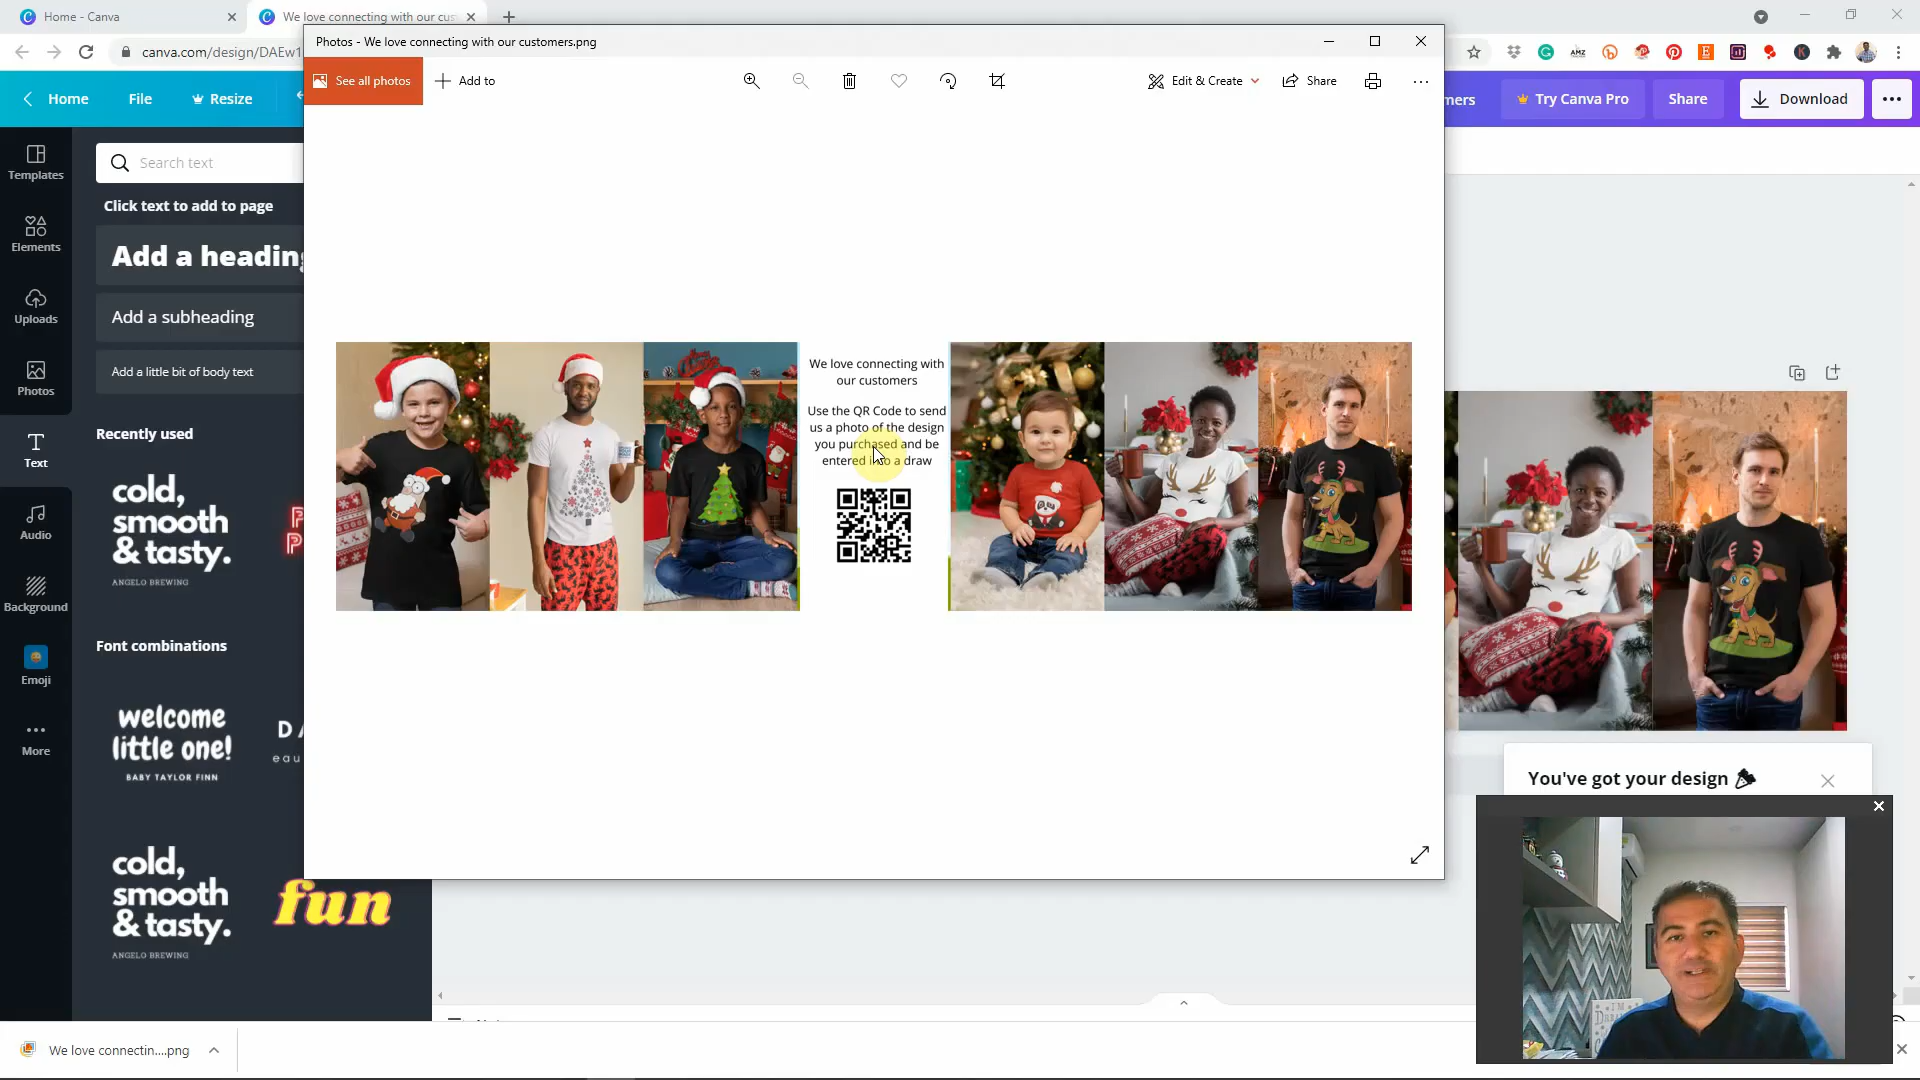 Home - Canva
We love connecting with our cus
canva.com/design/DAEw1
Photos - We love connecting with our customers.png
See all photos
Add to
Edit & Create
Share
Home
File
Resize
mers
Try Canva Pro
Share
Download
Templates
Elements
Uploads
Photos
Text
Audio
Background
Emoji
More
Search text
Click text to add to page
Add a heading
Add a subheading
Add a little bit of body text
Recently used
cold,
smooth
& tasty.
ANGELO BREWING
Font combinations
welcome
little one!
BABY TAYLOR FINN
DA
eau
cold,
smooth
& tasty.
ANGELO BREWING
fun
We love connecting with
our customers
Use the QR Code to send
us a photo of the design
you purchased and be
entered into a draw
You've got your design
We love connectin....png